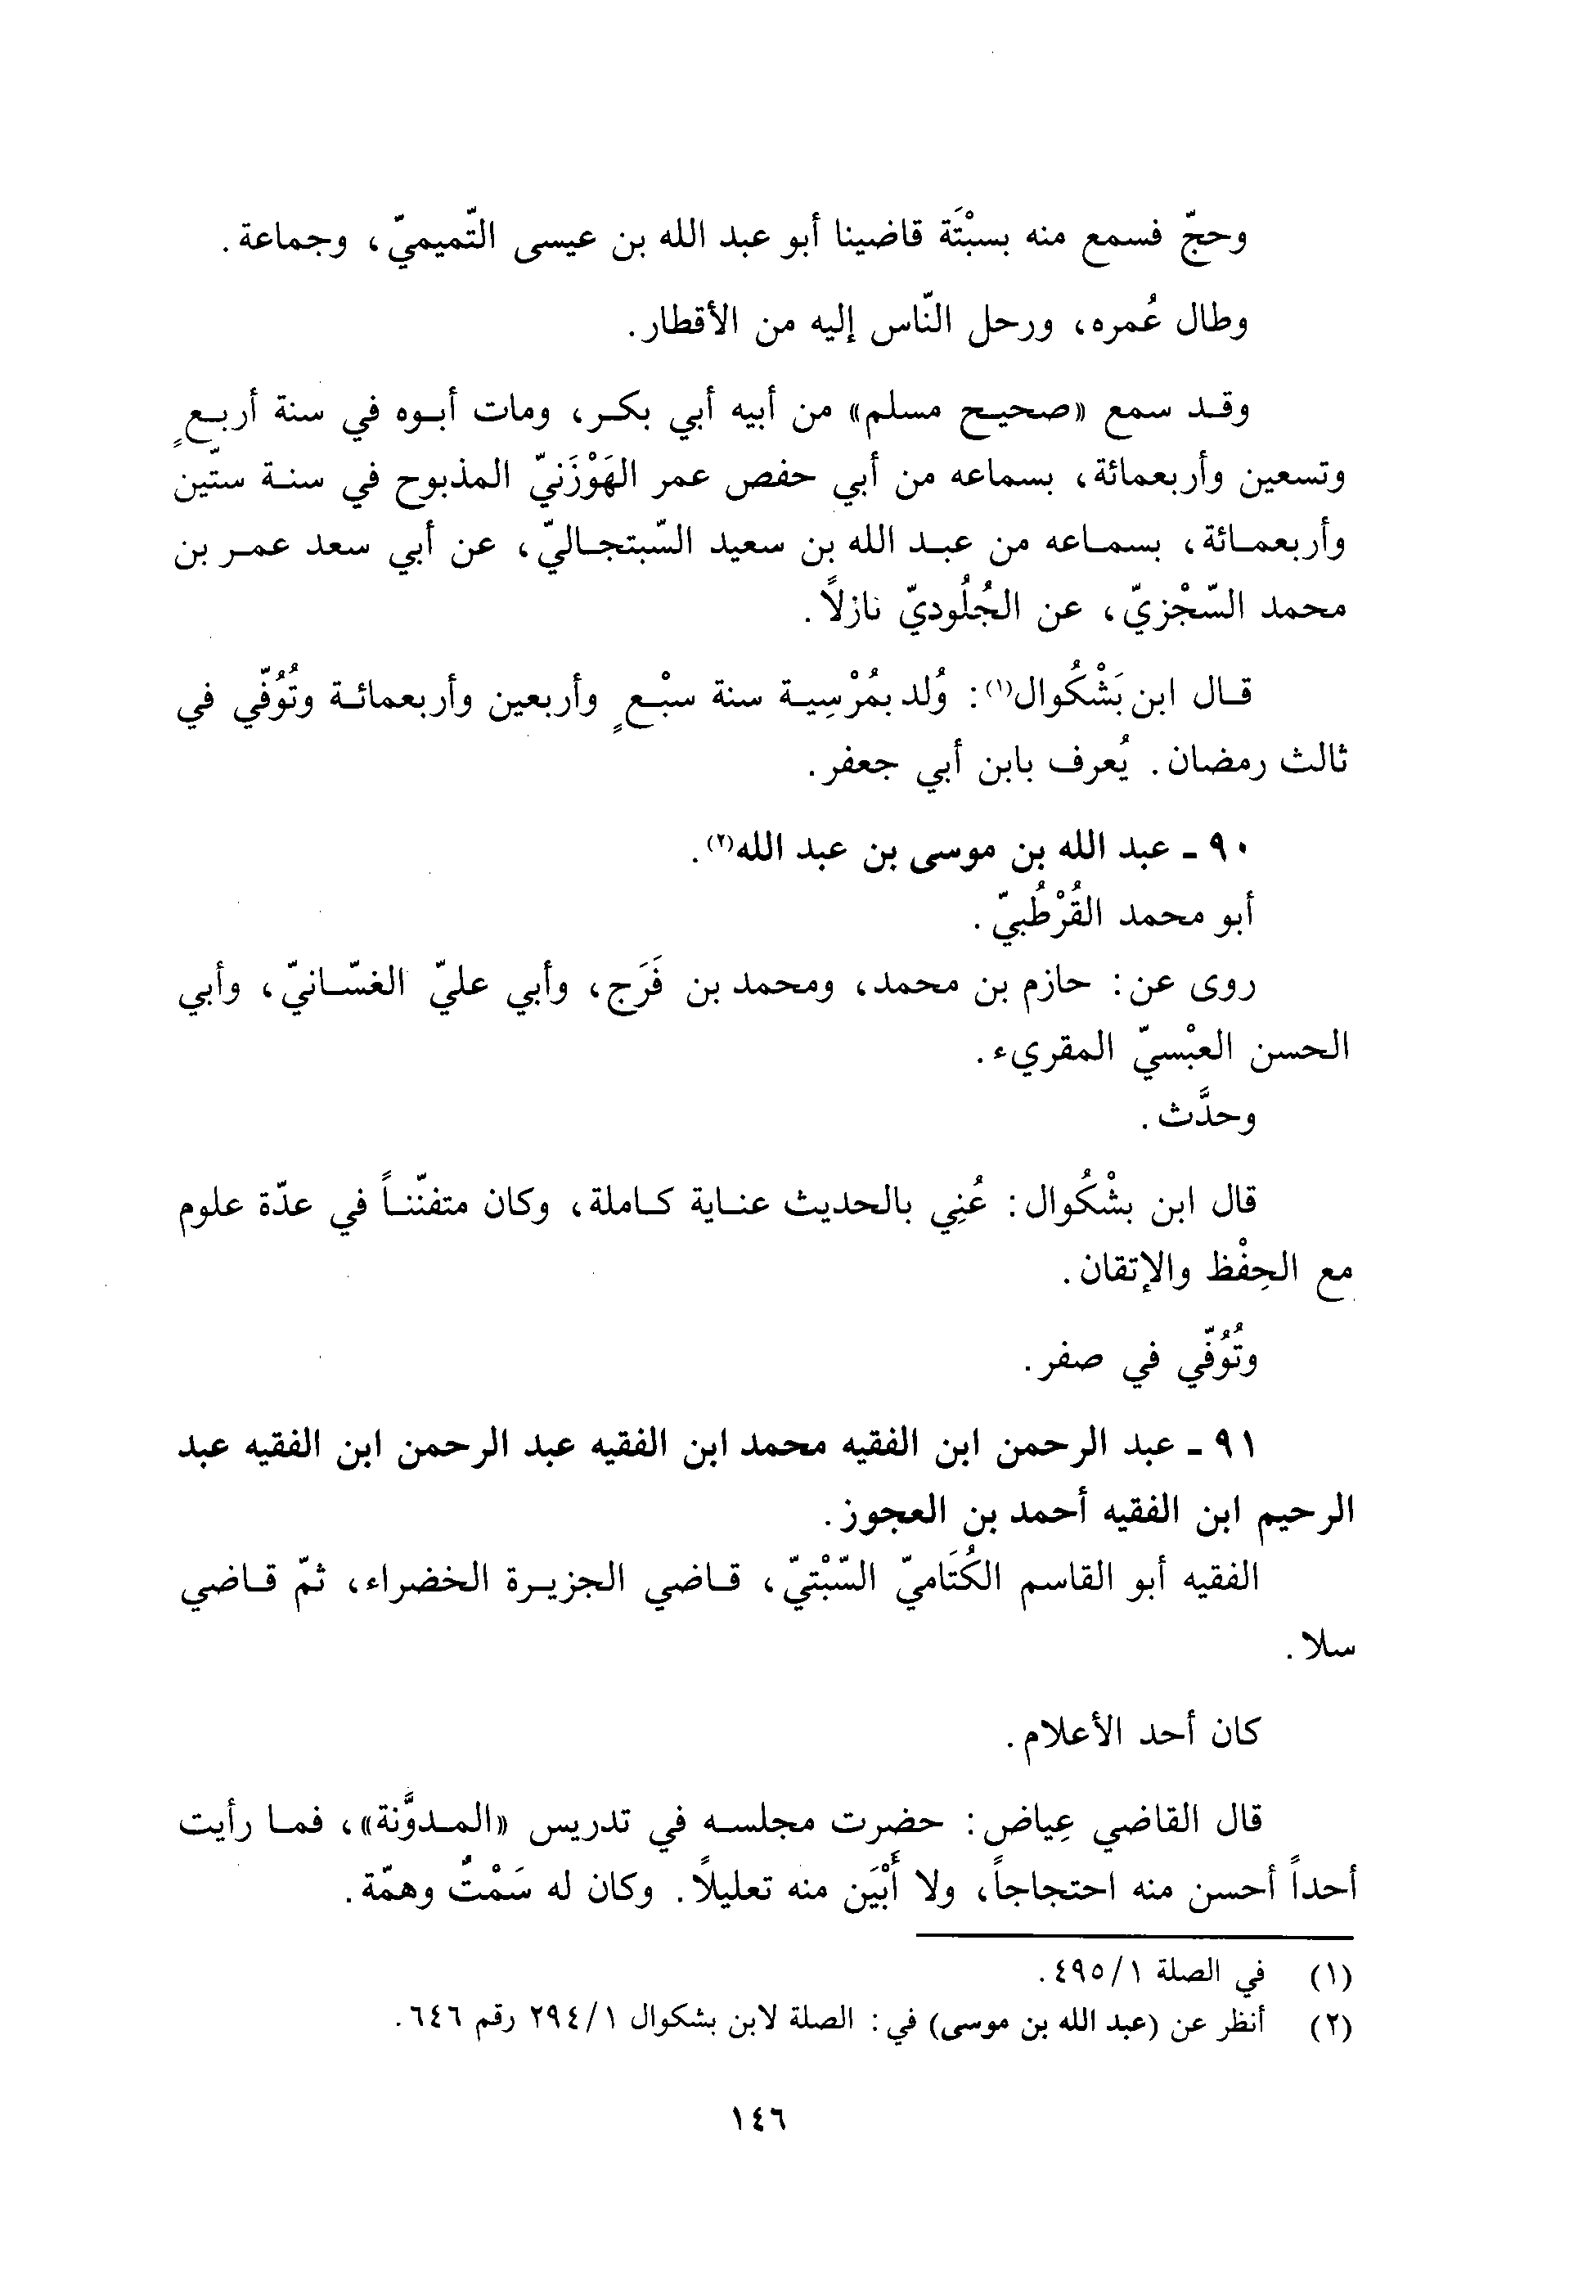 وحجّ فسمع منه بسبْتَة قاضينا أبو عبد الله بن عيسى التّميميّ، وجماعة.
وطال عُمره، ورحل النّاس إليه من الأقطار.
وقد سمع «صحيح مسلم» من أبيه أبي بكر، ومات أبوه في سنة أربعٍ
وتسعين وأربعمائة، بسماعه من أبي حفص عمر الهَوْزَنيّ المذبوح في سنة ستّين
وأربعمائة، بسماعه من عبد الله بن سعيد السّبتجاليّ، عن أبي سعد عمر بن
محمد السّجْزيّ، عن الجُلُوديّ نازلاً.
قال ابن بَشْكُوال(١): وُلد بمُرْسِية سنة سبْعٍ وأربعين وأربعمائة وتُوُفّي في
ثالث رمضان. يُعرف بابن أبي جعفر.
٩٠ ـ عبد الله بن موسى بن عبد الله(٢).
أبو محمد القُرْطُبيّ.
روى عن: حازم بن محمد، ومحمد بن فَرَج، وأبي عليّ الغسّانيّ، وأبي
الحسن العبْسيّ المقريء.
وحدَّث.
قال ابن بشْكُوال: عُنِي بالحديث عناية كاملة، وكان متفنّناً في عدّة علوم
مع الحِفْظ والإتقان.
وتُوُفّي في صفر.
٩١ ـ عبد الرحمن ابن الفقيه محمد ابن الفقيه عبد الرحمن ابن الفقيه عبد
الرحيم ابن الفقيه أحمد بن العجوز.
الفقيه أبو القاسم الكُتَاميّ السّبْتيّ، قاضي الجزيرة الخضراء، ثمّ قاضي
سلا.
كان أحد الأعلام.
قال القاضي عِياض: حضرت مجلسه في تدريس «المدوَّنة»، فما رأيت
أحداً أحسن منه احتجاجاً، ولا أَبْيَن منه تعليلاً. وكان له سَمْتٌ وهمّة.
(١) في الصلة ١/٤٩٥.
(٢) أنظر عن (عبد الله بن موسى) في: الصلة لابن بشكوال ١/٢٩٤ رقم ٦٤٦.
١٤٦